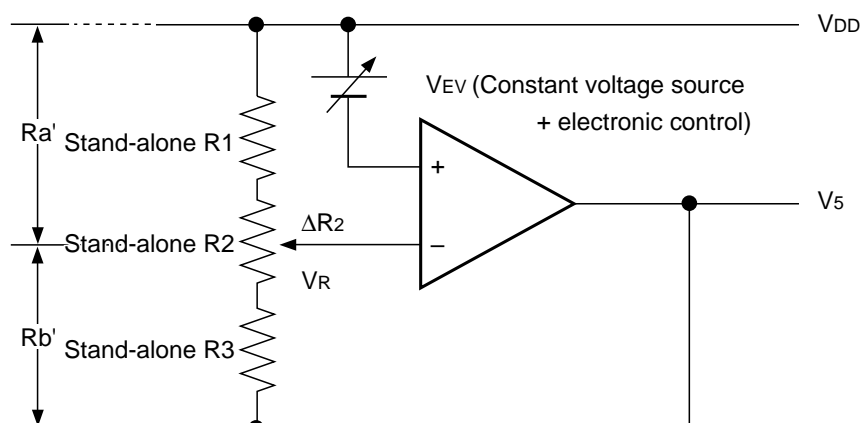 VDD
VEV (Constant voltage source
+ electronic control)
Ra'
Stand-alone R1
+
V5
ΔR2
Stand-alone R2
−
VR
Rb'
Stand-alone R3